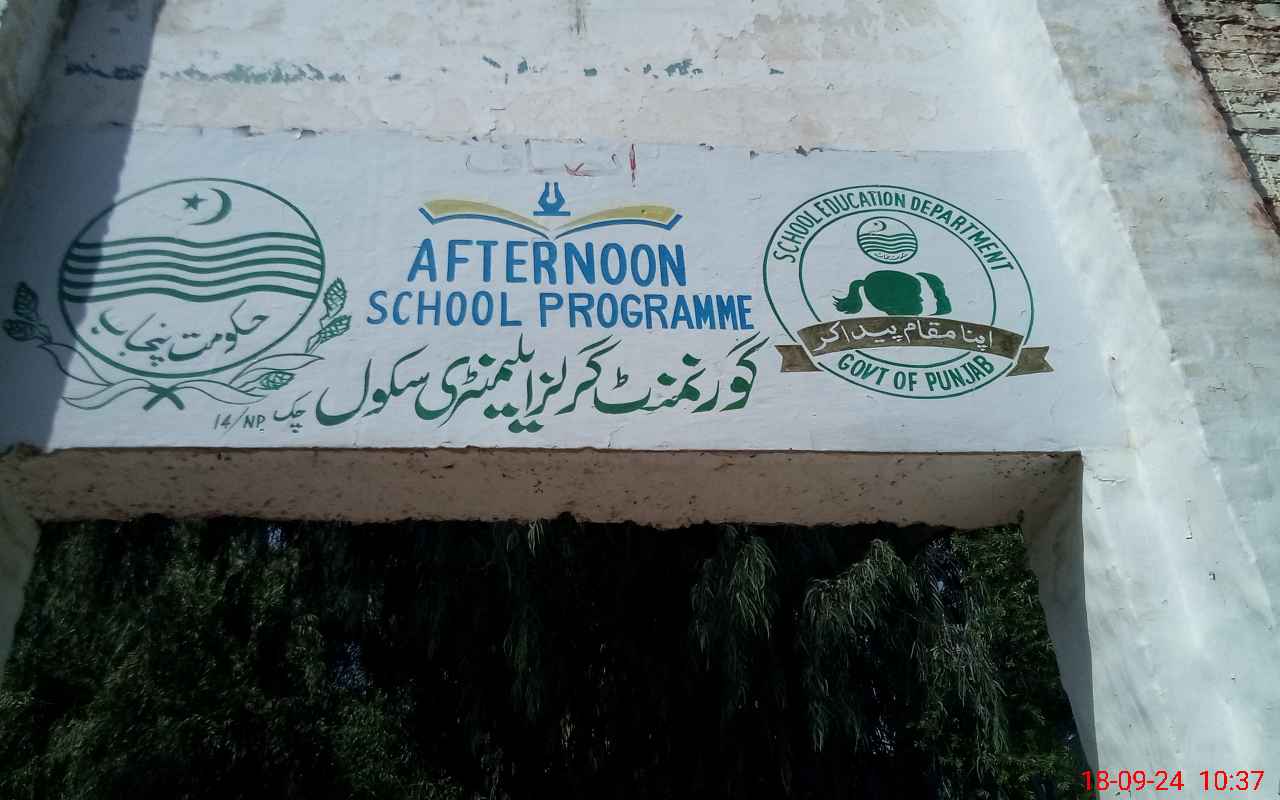 انصاف
حکومت پنجاب
AFTERNOON
SCHOOL PROGRAMME
گورنمنٹ گرلز ایلیمنٹری سکول
چک 14/NP
SCHOOL EDUCATION DEPARTMENT
اپنا مقام پیدا کر
GOVT OF PUNJAB
18-09-24 10:37